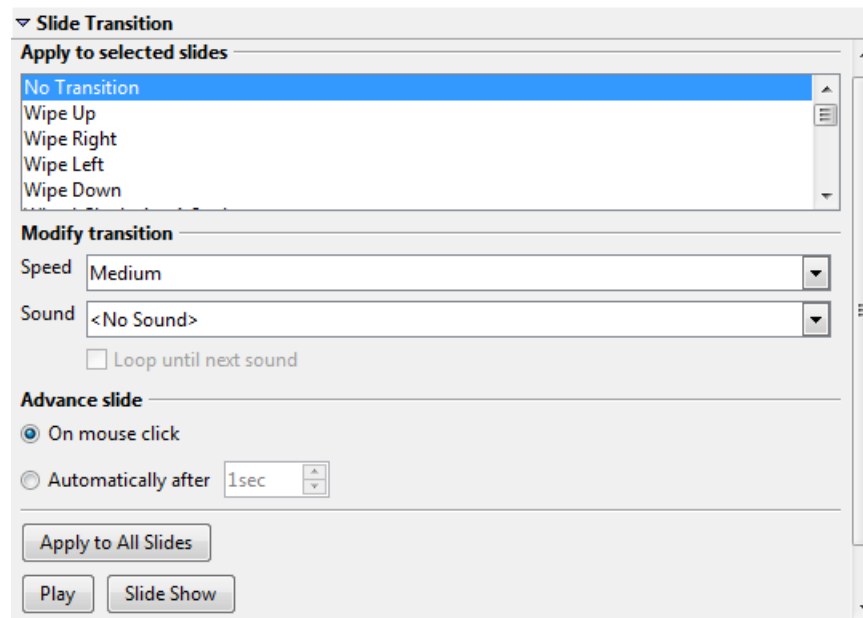 Slide Transition
Apply to selected slides
No Transition
Wipe Up
Wipe Right
Wipe Left
Wipe Down
Modify transition
Speed Medium
Sound <No Sound>
Loop until next sound
Advance slide
On mouse click
Automatically after 1sec
Apply to All Slides
Play Slide Show